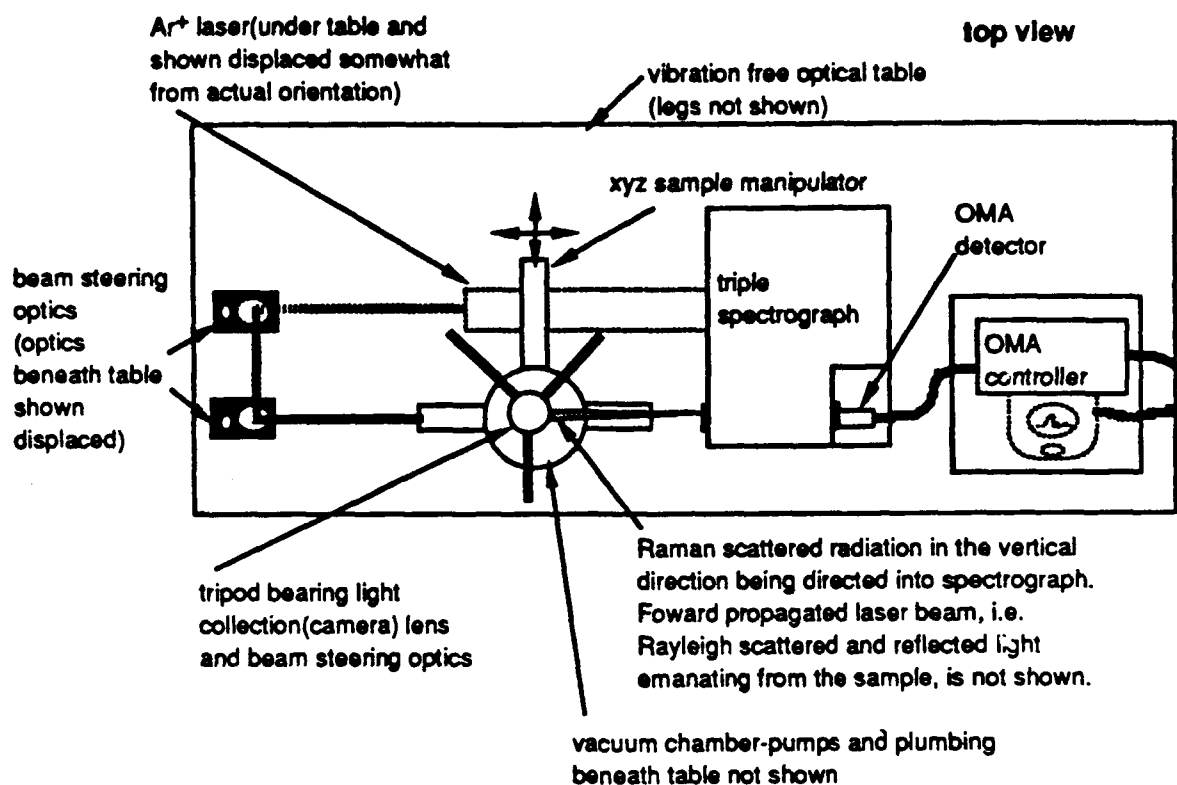 Ar+ laser(under table and
shown displaced somewhat
from actual orientation)
top view
vibration free optical table
(legs not shown)
xyz sample manipulator
OMA
detector
beam steering
optics
(optics
beneath table
shown
displaced)
triple
spectrograph
OMA
controller
tripod bearing light
collection(camera) lens
and beam steering optics
Raman scattered radiation in the vertical
direction being directed into spectrograph.
Foward propagated laser beam, i.e.
Rayleigh scattered and reflected light
emanating from the sample, is not shown.
vacuum chamber-pumps and plumbing
beneath table not shown